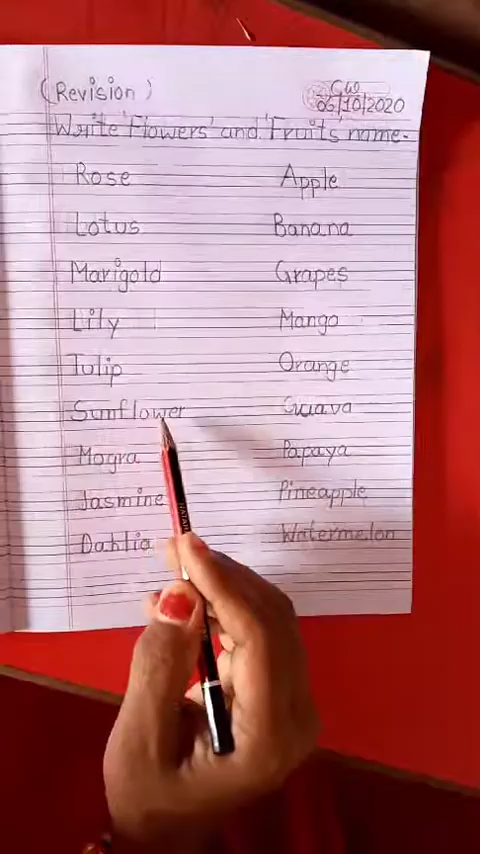 (Revision)
CW
06/10/2020
Write 'Flowers' and 'Fruits' name-
Rose Apple
Lotus Banana
Marigold Grapes
Lily Mango
Tulip Orange
Sunflower Guava
Mogra Papaya
Jasmine Pineapple
Dahlia Watermelon